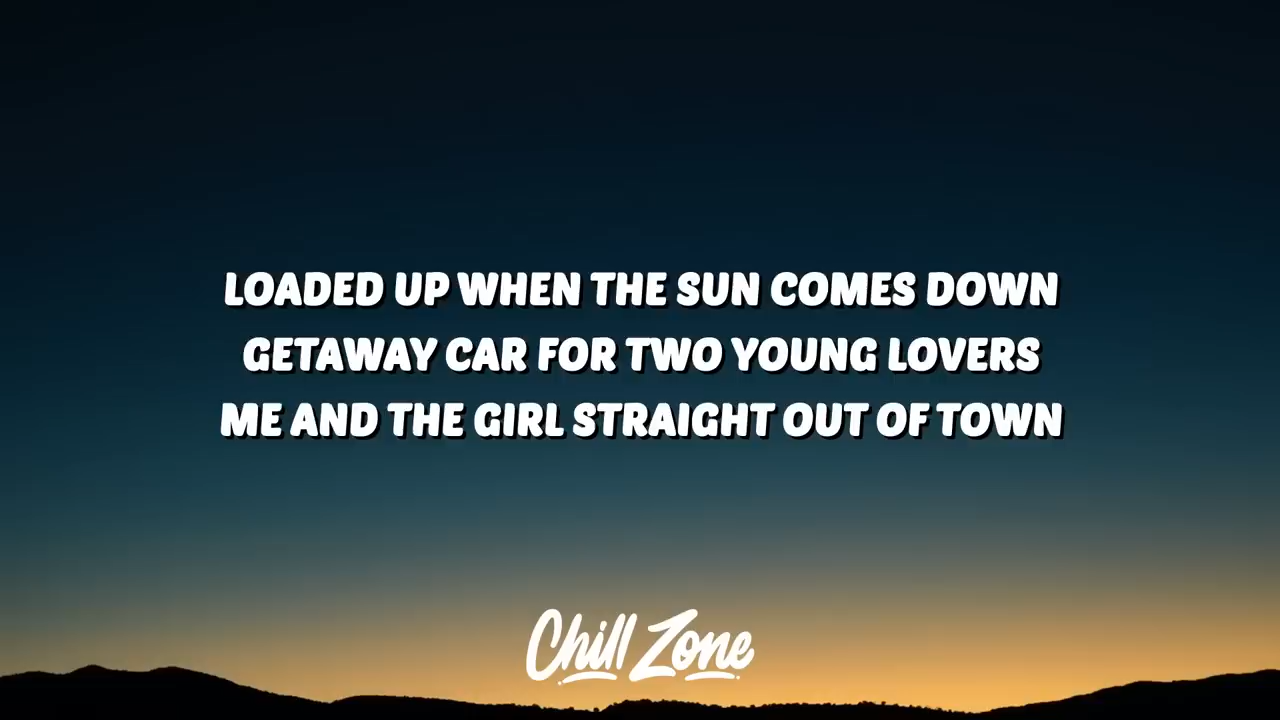 LOADED UP WHEN THE SUN COMES DOWN
GETAWAY CAR FOR TWO YOUNG LOVERS
ME AND THE GIRL STRAIGHT OUT OF TOWN
Chill Zone